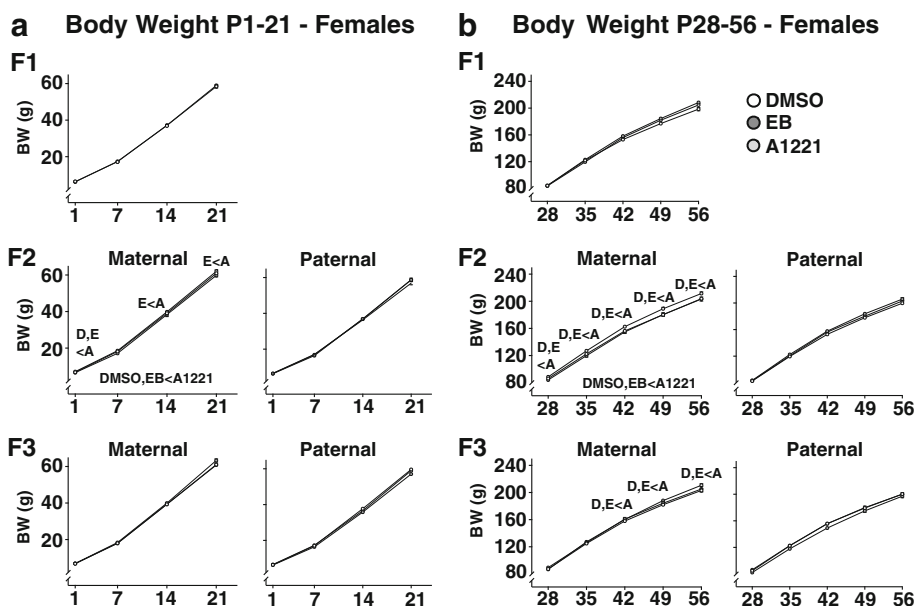 a Body Weight P1-21 - Females
F1
BW (g)
60
40
20
1 7 14 21
F2
Maternal
Paternal
BW (g)
60
40
20
D,E
<A
E<A
E<A
DMSO,EB<A1221
1 7 14 21
1 7 14 21
F3
Maternal
Paternal
BW (g)
60
40
20
1 7 14 21
1 7 14 21
b Body Weight P28-56 - Females
F1
BW (g)
240
200
160
120
80
28 35 42 49 56
DMSO
EB
A1221
F2
Maternal
Paternal
BW (g)
240
200
160
120
80
D,E
<A
D,E<A
D,E<A
D,E<A
D,E<A
DMSO,EB<A1221
28 35 42 49 56
28 35 42 49 56
F3
Maternal
Paternal
BW (g)
240
200
160
120
80
D,E<A
D,E<A
D,E<A
28 35 42 49 56
28 35 42 49 56